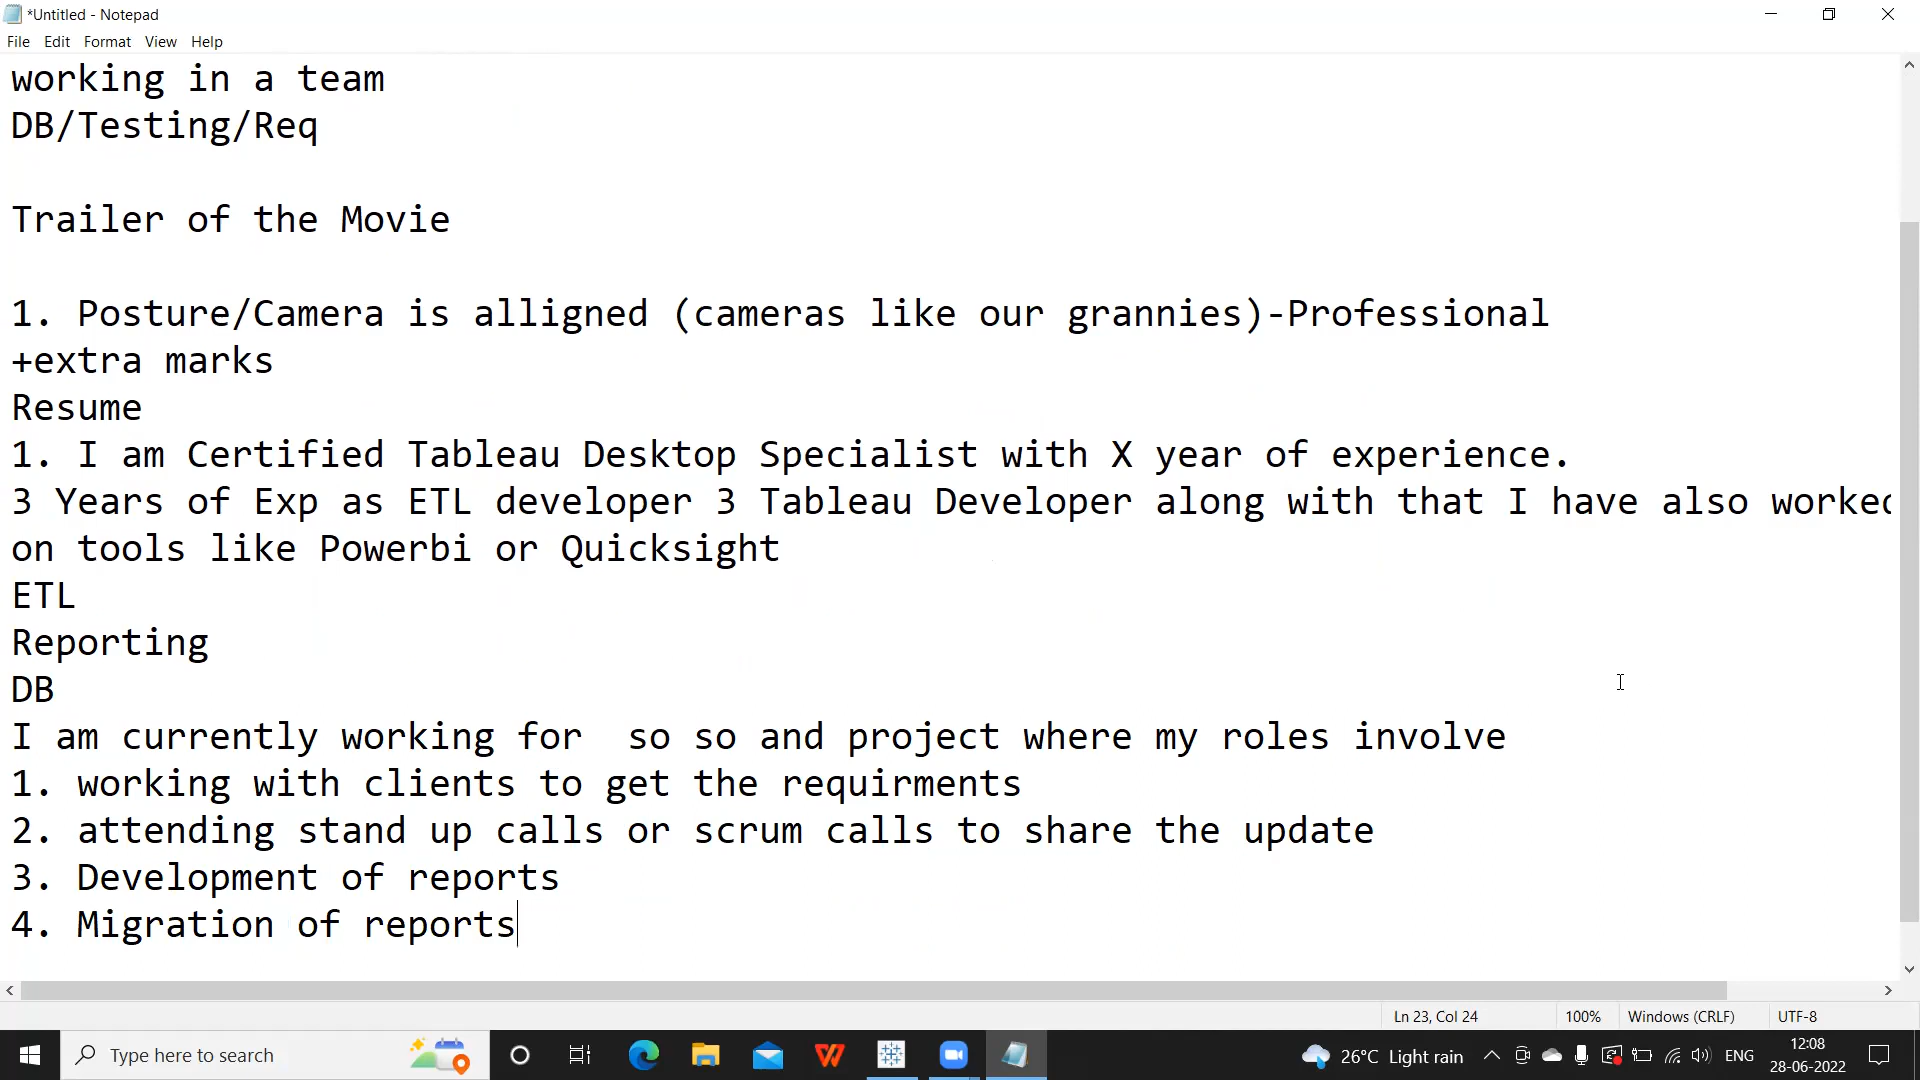 *Untitled - Notepad
File Edit Format View Help
working in a team
DB/Testing/Req
Trailer of the Movie
1. Posture/Camera is alligned (cameras like our grannies)-Professional
+extra marks
Resume
1. I am Certified Tableau Desktop Specialist with X year of experience.
3 Years of Exp as ETL developer 3 Tableau Developer along with that I have also worked
on tools like Powerbi or Quicksight
ETL
Reporting
DB
I am currently working for  so so and project where my roles involve
1. working with clients to get the requirments
2. attending stand up calls or scrum calls to share the update
3. Development of reports
4. Migration of reports
Ln 23, Col 24 100% Windows (CRLF) UTF-8
Type here to search 26°C Light rain ENG 12:08
28-06-2022